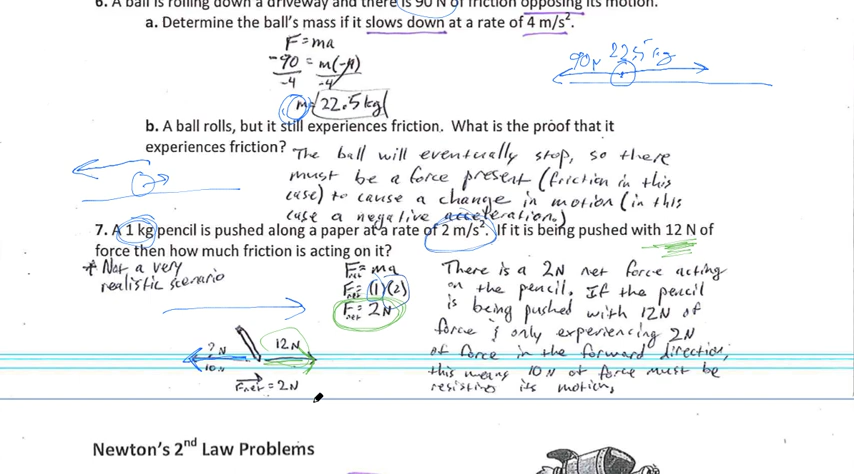 6. A ball is rolling down a driveway and there is 90 N of friction opposing its motion.
a. Determine the ball's mass if it slows down at a rate of 4 m/s².
F = ma
-90 = m(-4)
-4 -4
m = 22.5 kg
90N 22.5 kg
b. A ball rolls, but it still experiences friction. What is the proof that it
experiences friction?
The ball will eventually stop, so there
must be a force present (friction in this
case) to cause a change in motion (in this
case a negative acceleration.)
7. A 1 kg pencil is pushed along a paper at a rate of 2 m/s². If it is being pushed with 12 N of
force then how much friction is acting on it?
* Not a very
realistic scenario
Fnet = ma
Fnet = (1)(2)
Fnet = 2N
There is a 2N net force acting
on the pencil. If the pencil
is being pushed with 12N of
force & only experiencing 2N
of force in the forward direction,
this means 10 N of force must be
resisting its motion.
? N
10 N
12N
Fnet = 2N
Newton's 2nd Law Problems